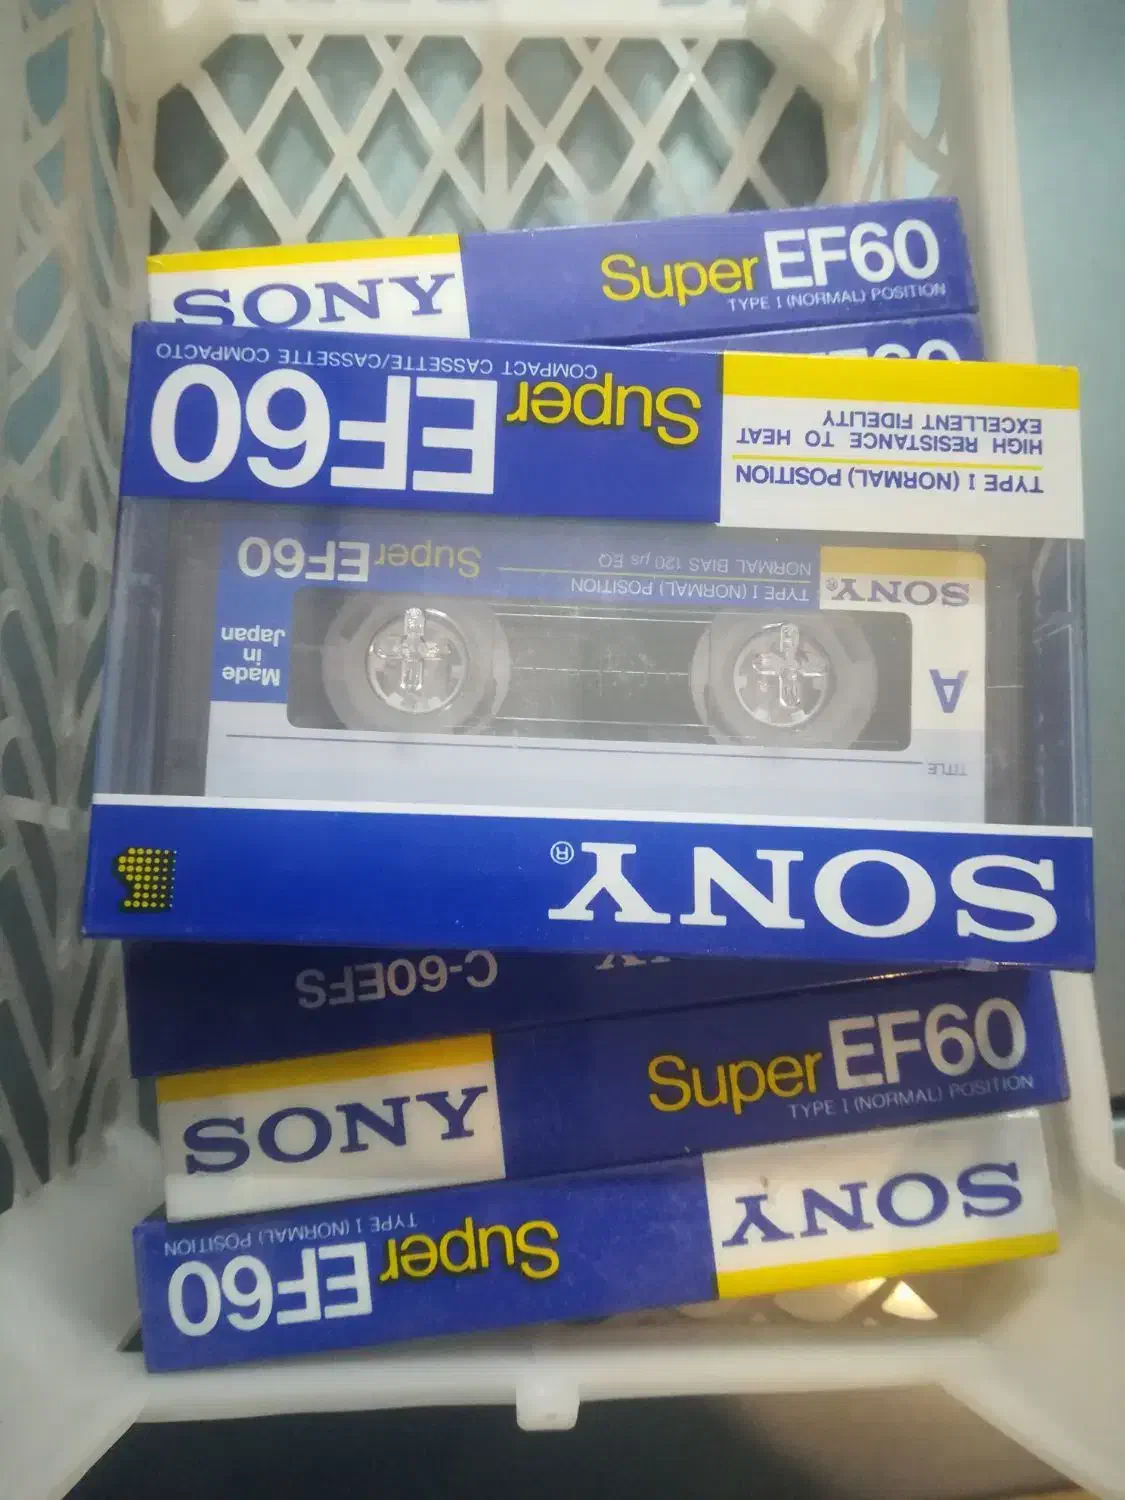 SONY
Super EF60
TYPE I (NORMAL) POSITION
EF60
SONY®
TITLE
A
Made
in
Japan
SONY®
TYPE I (NORMAL) POSITION
NORMAL BIAS 120 µs EQ
Super EF60
TYPE I (NORMAL) POSITION
HIGH RESISTANCE TO HEAT
EXCELLENT FIDELITY
Super EF60
COMPACT CASSETTE/CASSETTE COMPACTO
C-60EFS
SONY
Super EF60
TYPE I (NORMAL) POSITION
SONY
Super EF60
TYPE I (NORMAL) POSITION